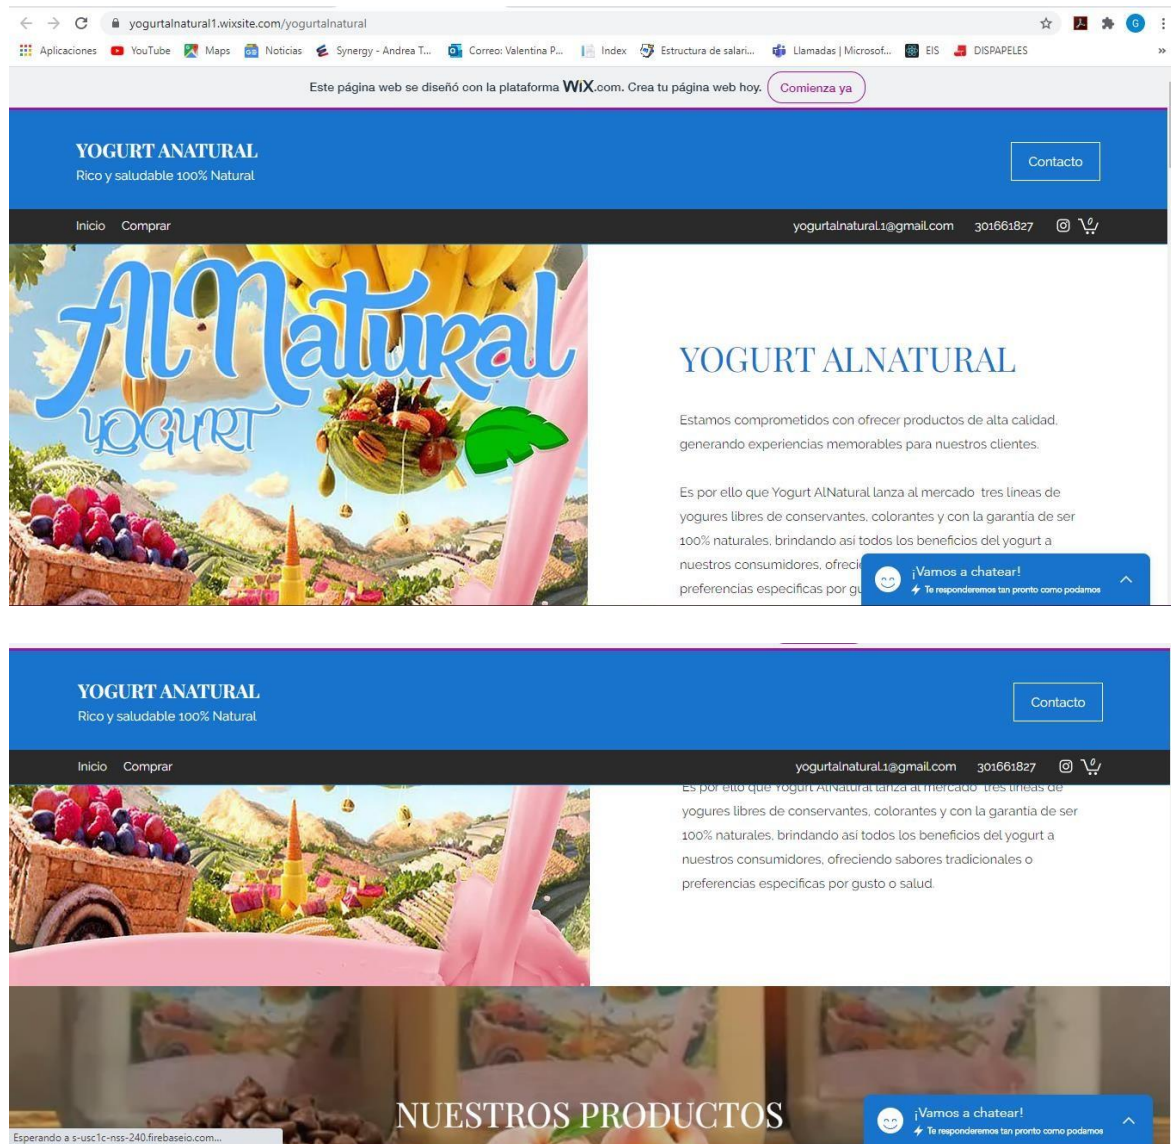 yogurtalnatural1.wixsite.com/yogurtalnatural
G
Aplicaciones YouTube Maps Noticias Synergy - Andrea T... Correo: Valentina P... Index Estructura de salari... Llamadas | Microsof... EIS DISPAPELES »
Este página web se diseñó con la plataforma WiX.com. Crea tu página web hoy. Comienza ya
YOGURT ANATURAL
Rico y saludable 100% Natural
Contacto
Inicio Comprar yogurtalnatural.1@gmail.com 301661827 0
AlNatural
YOGURT
YOGURT ALNATURAL
Estamos comprometidos con ofrecer productos de alta calidad,
generando experiencias memorables para nuestros clientes.
Es por ello que Yogurt AlNatural lanza al mercado tres lineas de
yogures libres de conservantes, colorantes y con la garantía de ser
100% naturales, brindando así todos los beneficios del yogurt a
nuestros consumidores, ofreci
preferencias especificas por gu
¡Vamos a chatear!
Te responderemos tan pronto como podamos
YOGURT ANATURAL
Rico y saludable 100% Natural
Contacto
Inicio Comprar yogurtalnatural.1@gmail.com 301661827 0
Es por ello que Yogurt AlNatural lanza al mercado tres lineas de
yogures libres de conservantes, colorantes y con la garantía de ser
100% naturales, brindando así todos los beneficios del yogurt a
nuestros consumidores, ofreciendo sabores tradicionales o
preferencias especificas por gusto o salud.
NUESTROS PRODUCTOS
¡Vamos a chatear!
Te responderemos tan pronto como podamos
Esperando a s-usc1c-nss-240.firebaseio.com...